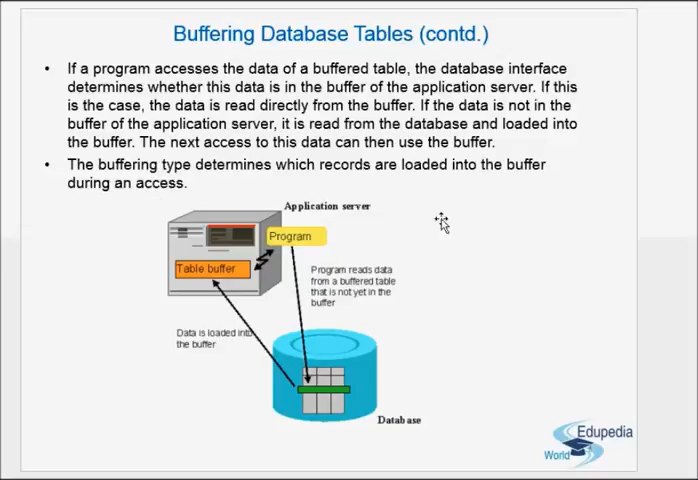 Buffering Database Tables (contd.)
• If a program accesses the data of a buffered table, the database interface
determines whether this data is in the buffer of the application server. If this
is the case, the data is read directly from the buffer. If the data is not in the
buffer of the application server, it is read from the database and loaded into
the buffer. The next access to this data can then use the buffer.
• The buffering type determines which records are loaded into the buffer
during an access.
Application server
Program
Table buffer
Program reads data
from a buffered table
that is not yet in the
buffer
Data is loaded into
the buffer
Database
Edupedia
World